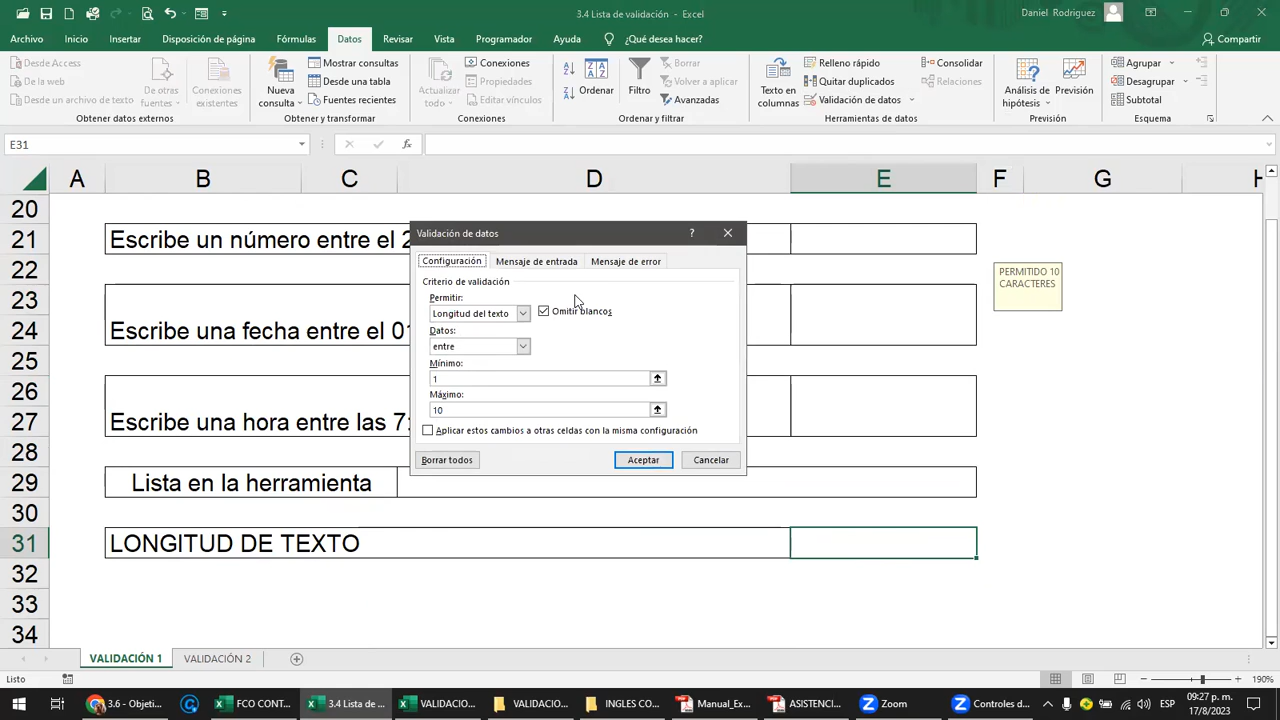 3.4 Lista de validación - Excel
Daniel Rodriguez
Archivo Inicio Insertar Disposición de página Fórmulas Datos Revisar Vista Programador Ayuda ¿Qué desea hacer? Compartir
Desde Access
De la web
Desde un archivo de texto
De otras fuentes
Conexiones existentes
Obtener datos externos
Nueva consulta
Mostrar consultas
Desde una tabla
Fuentes recientes
Obtener y transformar
Actualizar todo
Conexiones
Propiedades
Editar vínculos
Conexiones
Ordenar
Filtro
Borrar
Volver a aplicar
Avanzadas
Ordenar y filtrar
Texto en columnas
Relleno rápido
Quitar duplicados
Validación de datos
Consolidar
Relaciones
Herramientas de datos
Análisis de hipótesis
Previsión
Previsión
Agrupar
Desagrupar
Subtotal
Esquema
E31
fx
A B C D E F G H
20
21 Escribe un número entre el 2
22
23
24 Escribe una fecha entre el 01
25
26
27 Escribe una hora entre las 7:
28
29 Lista en la herramienta
30
31 LONGITUD DE TEXTO
32
33
34
PERMITIDO 10
CARACTERES
Validación de datos
?
Configuración Mensaje de entrada Mensaje de error
Criterio de validación
Permitir:
Longitud del texto Omitir blancos
Datos:
entre
Mínimo:
1
Máximo:
10
Aplicar estos cambios a otras celdas con la misma configuración
Borrar todos Aceptar Cancelar
VALIDACIÓN 1 VALIDACIÓN 2
Listo
190%
3.6 - Objeti...
FCO CONT...
3.4 Lista de ...
VALIDACIO...
VALIDACIO...
INGLES CO...
Manual_Ex...
ASISTENCI...
Zoom
Controles d...
ESP
09:27 p. m.
17/8/2023